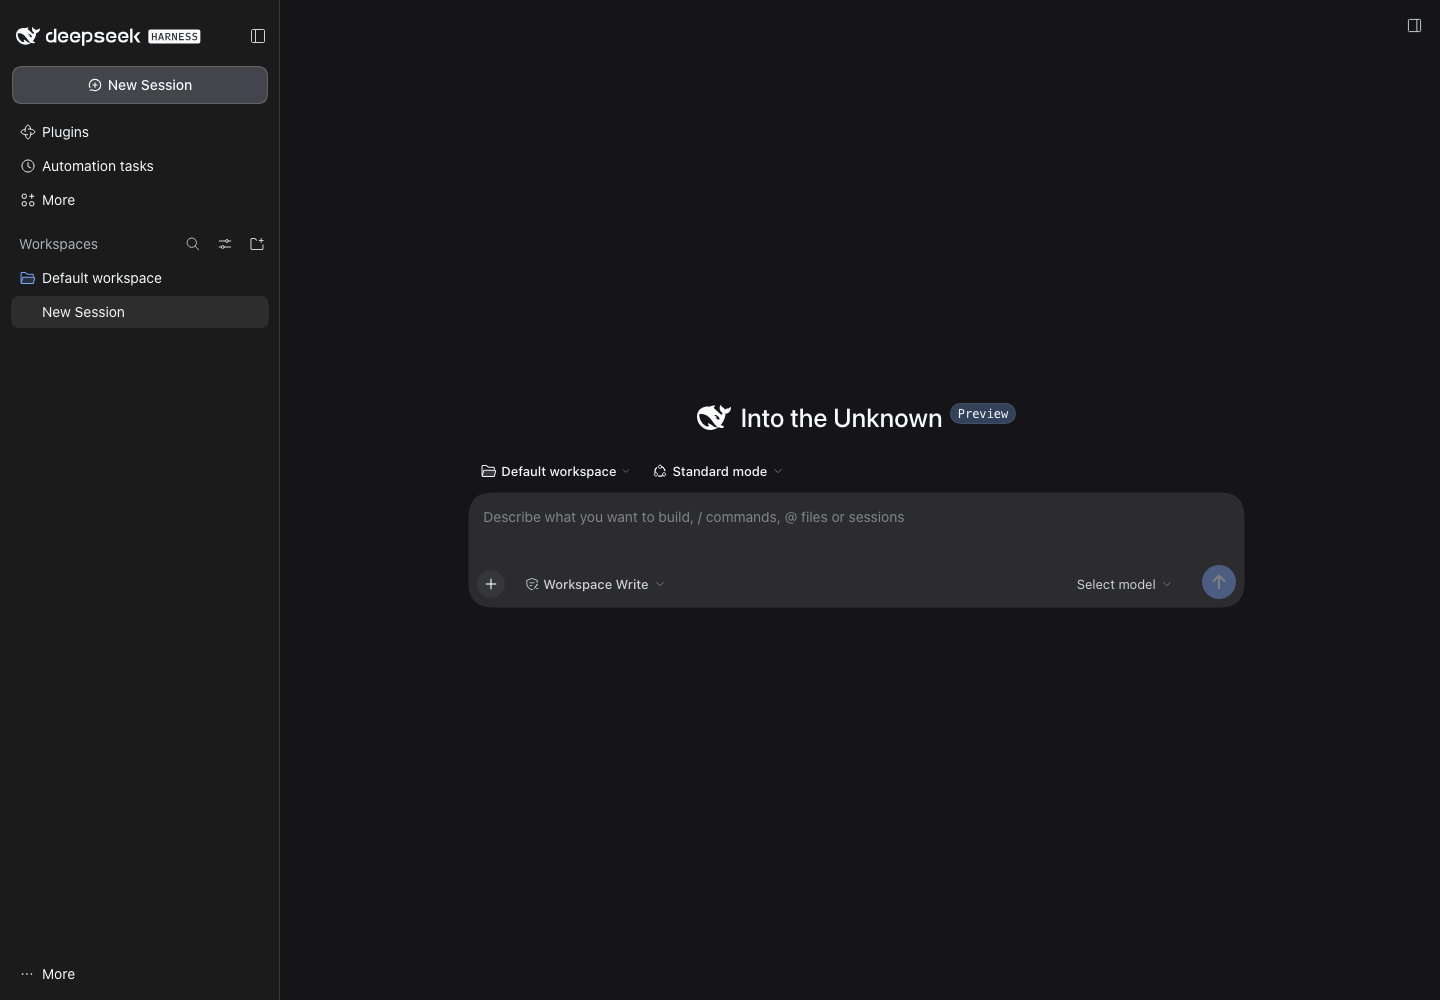 deepseek HARNESS
New Session
Plugins
Automation tasks
More
Workspaces
Default workspace
New Session
More
Into the Unknown Preview
Default workspace Standard mode
Describe what you want to build, / commands, @ files or sessions
Workspace Write Select model